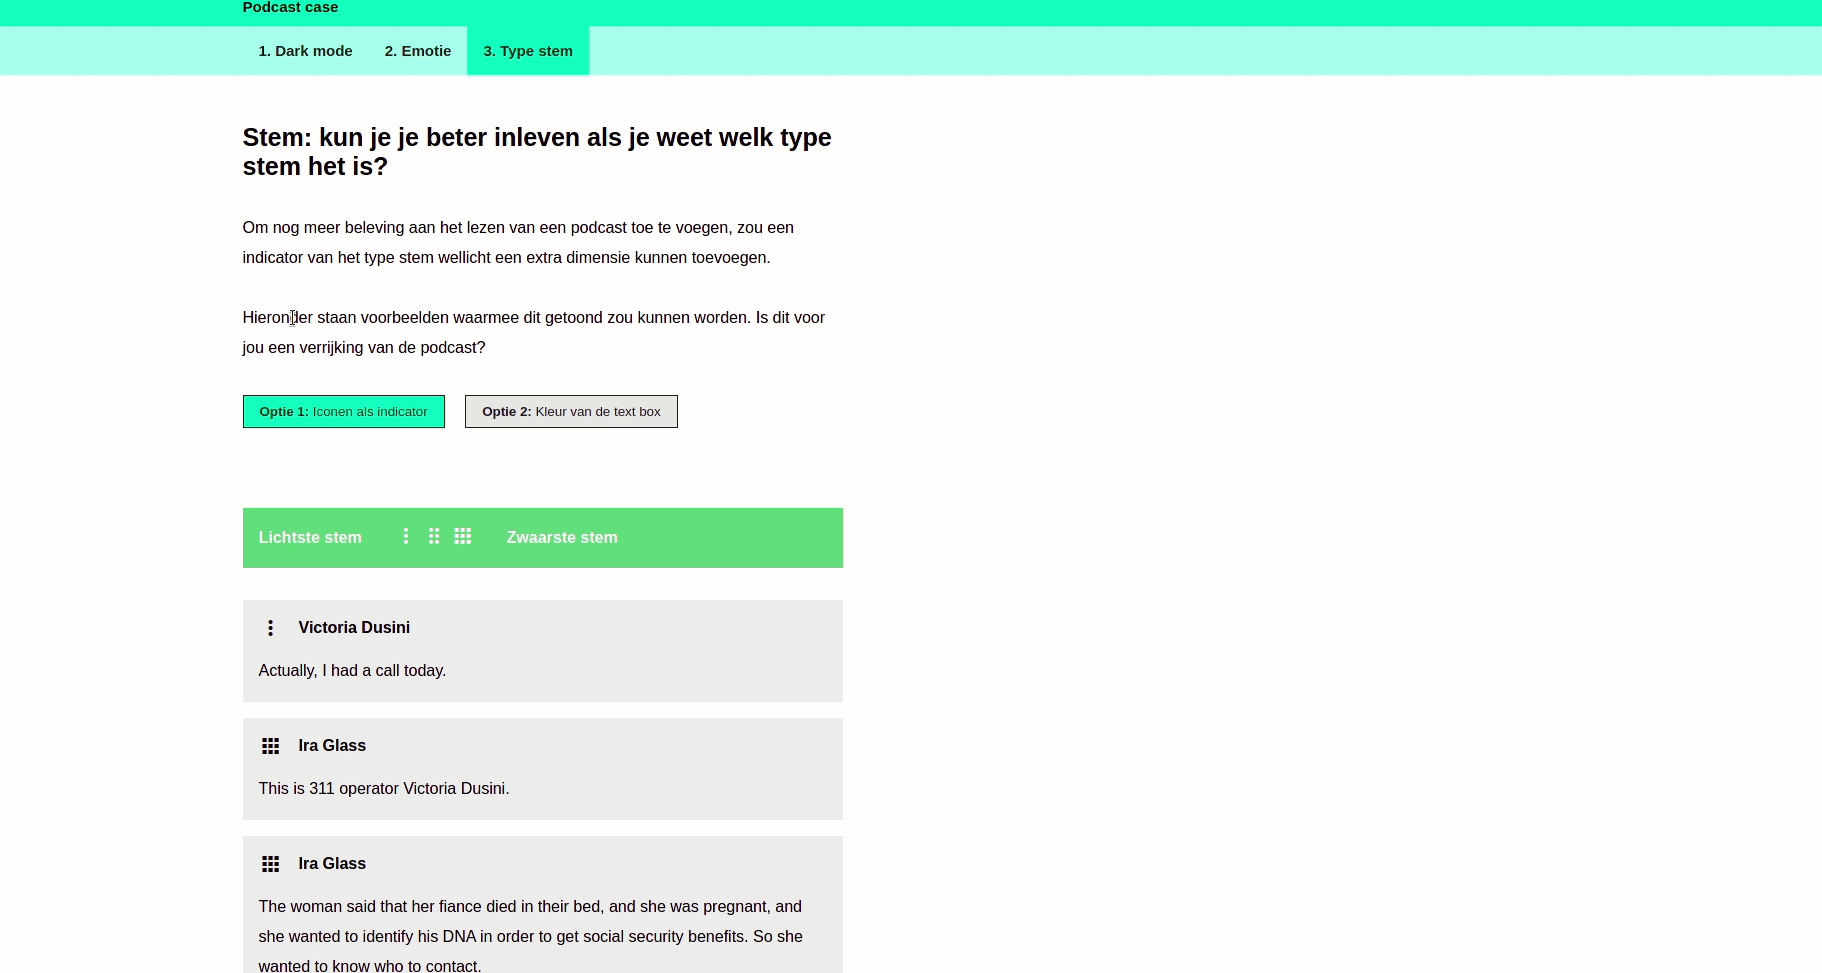 Podcast case
1. Dark mode 2. Emotie 3. Type stem
Stem: kun je je beter inleven als je weet welk type
stem het is?
Om nog meer beleving aan het lezen van een podcast toe te voegen, zou een
indicator van het type stem wellicht een extra dimensie kunnen toevoegen.
Hieronder staan voorbeelden waarmee dit getoond zou kunnen worden. Is dit voor
jou een verrijking van de podcast?
Optie 1: Iconen als indicator Optie 2: Kleur van de text box
Lichtste stem Zwaarste stem
Victoria Dusini
Actually, I had a call today.
Ira Glass
This is 311 operator Victoria Dusini.
Ira Glass
The woman said that her fiance died in their bed, and she was pregnant, and
she wanted to identify his DNA in order to get social security benefits. So she
wanted to know who to contact.